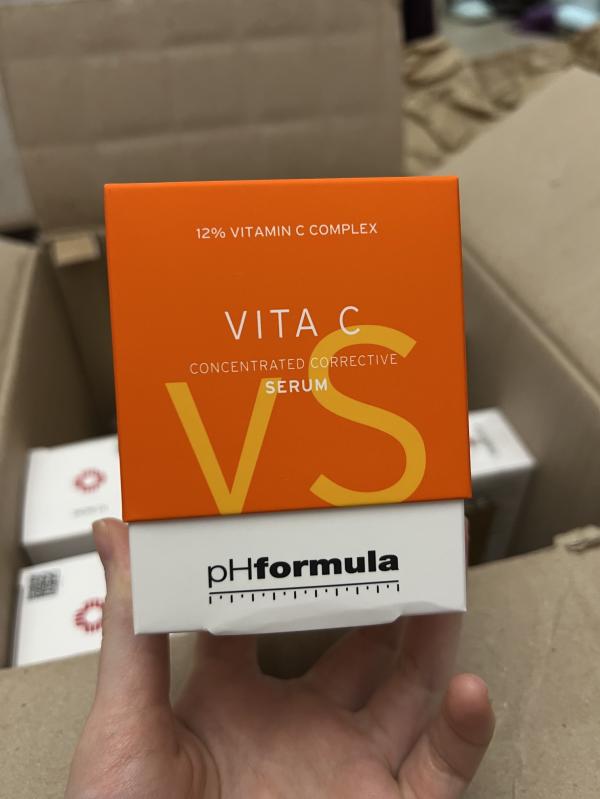 12% VITAMIN C COMPLEX
VITA C
CONCENTRATED CORRECTIVE
SERUM
VS
pHformula